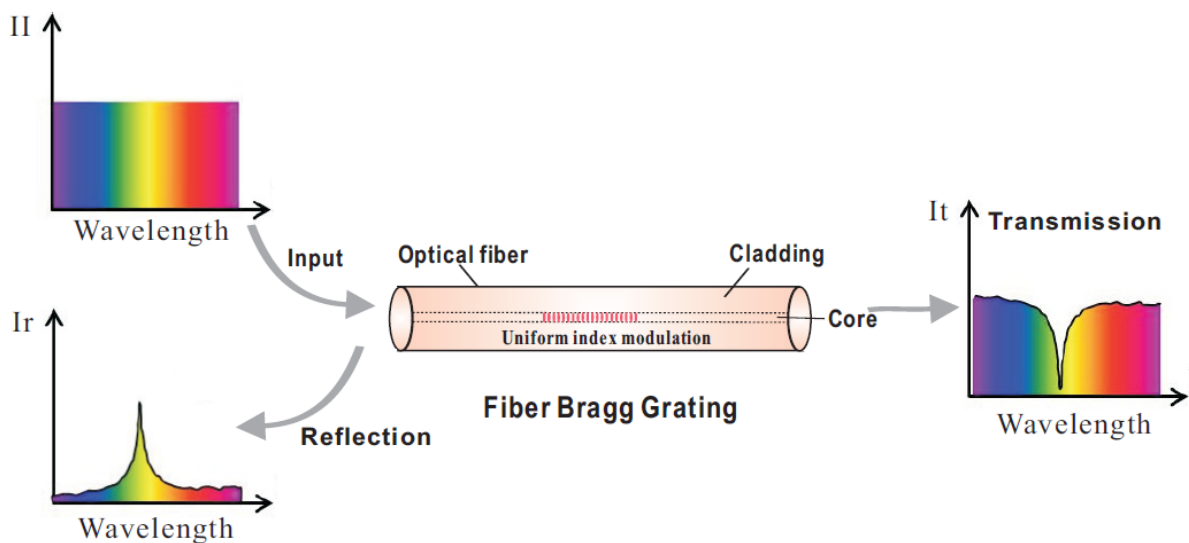 II
Wavelength
Input
Optical fiber
Cladding
Core
Uniform index modulation
Fiber Bragg Grating
It
Transmission
Wavelength
Ir
Reflection
Wavelength